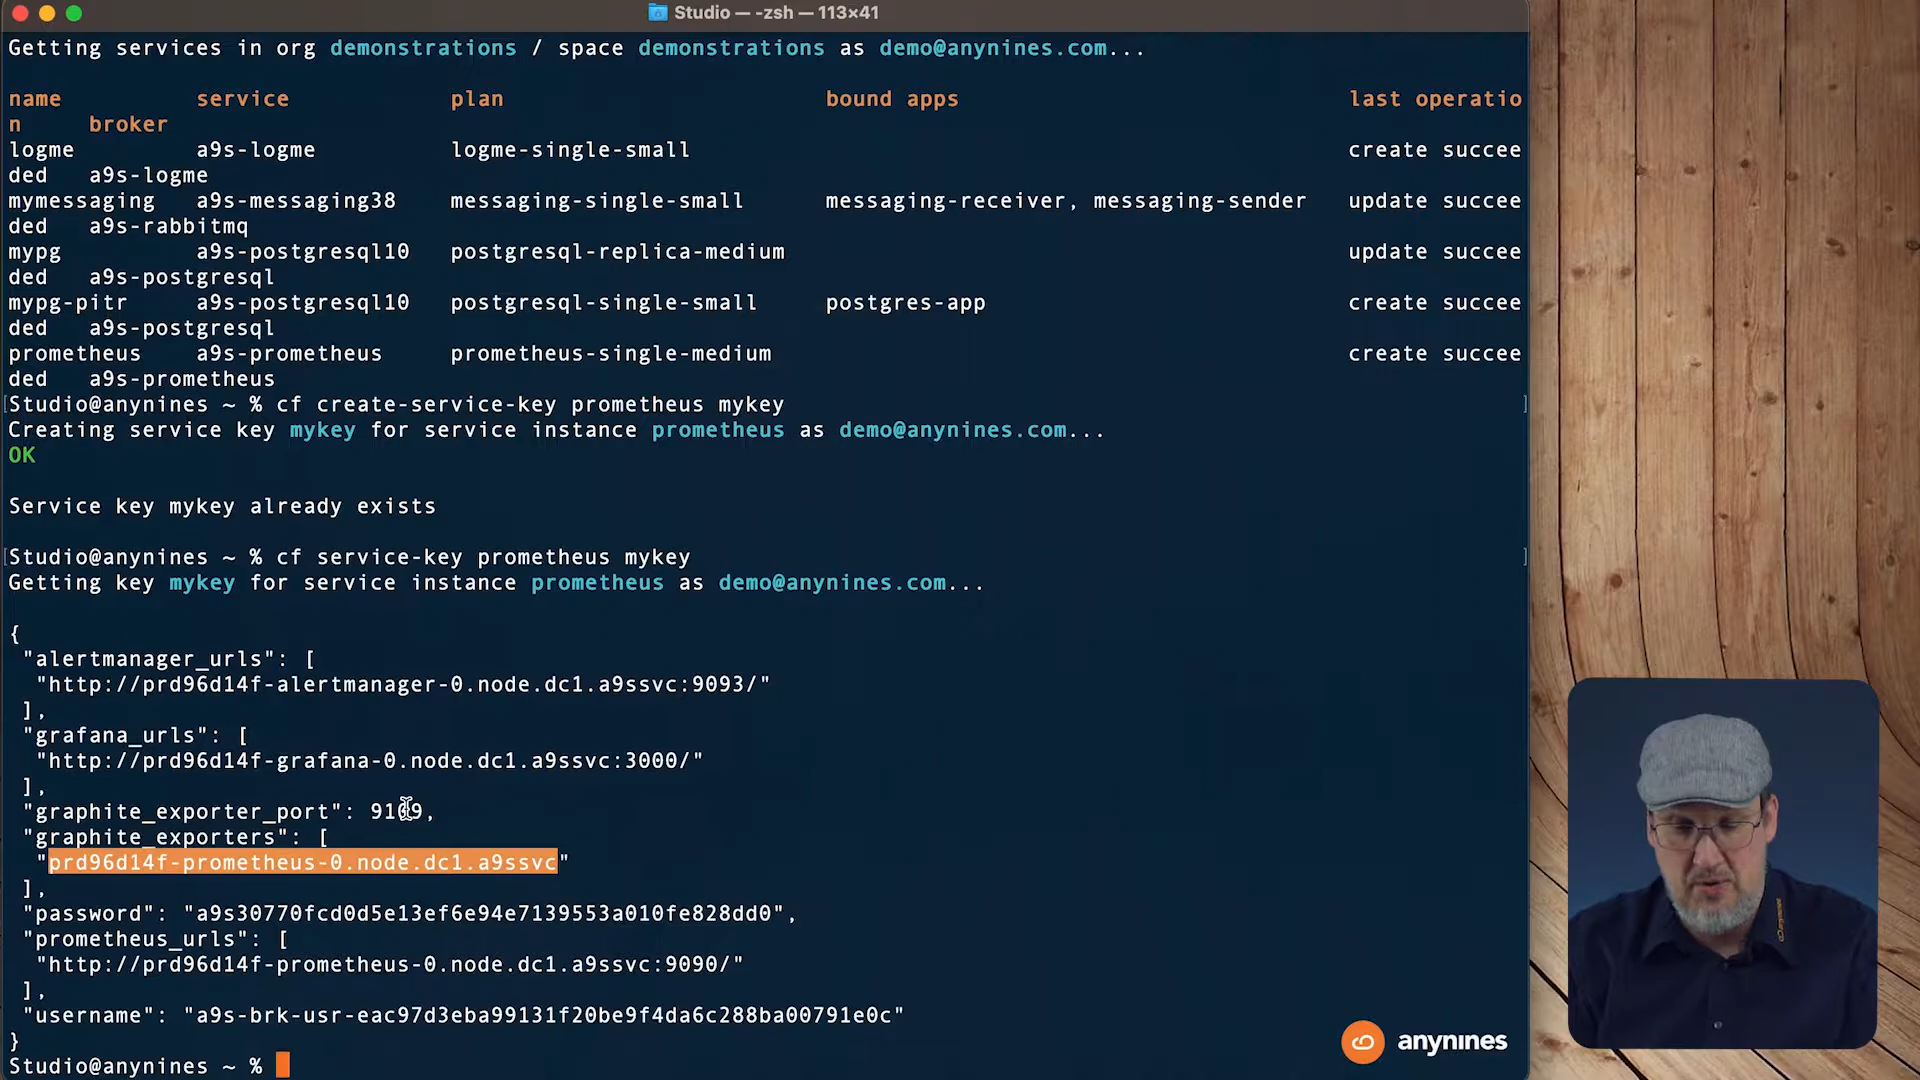 Studio — -zsh — 113×41
Getting services in org demonstrations / space demonstrations as demo@anynines.com...
name service plan bound apps last operatio
n broker
logme a9s-logme logme-single-small create succee
ded a9s-logme
mymessaging a9s-messaging38 messaging-single-small messaging-receiver, messaging-sender update succee
ded a9s-rabbitmq
mypg a9s-postgresql10 postgresql-replica-medium update succee
ded a9s-postgresql
mypg-pitr a9s-postgresql10 postgresql-single-small postgres-app create succee
ded a9s-postgresql
prometheus a9s-prometheus prometheus-single-medium create succee
ded a9s-prometheus
[Studio@anynines ~ % cf create-service-key prometheus mykey ]
Creating service key mykey for service instance prometheus as demo@anynines.com...
OK
Service key mykey already exists
[Studio@anynines ~ % cf service-key prometheus mykey ]
Getting key mykey for service instance prometheus as demo@anynines.com...
{
"alertmanager_urls": [
"http://prd96d14f-alertmanager-0.node.dc1.a9ssvc:9093/"
],
"grafana_urls": [
"http://prd96d14f-grafana-0.node.dc1.a9ssvc:3000/"
],
"graphite_exporter_port": 9109,
"graphite_exporters": [
"prd96d14f-prometheus-0.node.dc1.a9ssvc"
],
"password": "a9s30770fcd0d5e13ef6e94e7139553a010fe828dd0",
"prometheus_urls": [
"http://prd96d14f-prometheus-0.node.dc1.a9ssvc:9090/"
],
"username": "a9s-brk-usr-eac97d3eba99131f20be9f4da6c288ba00791e0c"
}
Studio@anynines ~ %
anynines